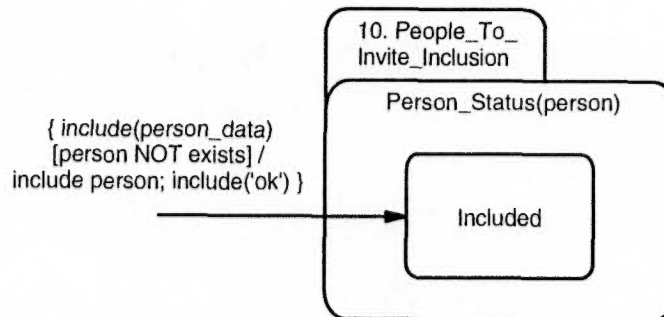 10. People_To_
Invite_Inclusion
Person_Status(person)
{ include(person_data)
[person NOT exists] /
include person; include('ok') }
Included